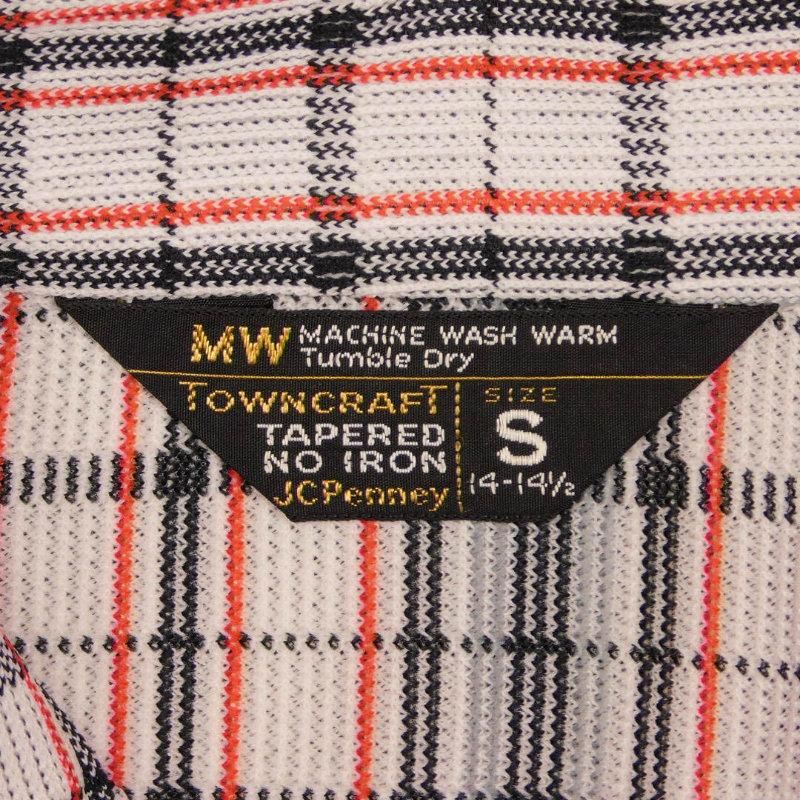 MW MACHINE WASH WARM
Tumble Dry
TOWNCRAFT
TAPERED
NO IRON
JCPenney
SIZE
S
14-14½